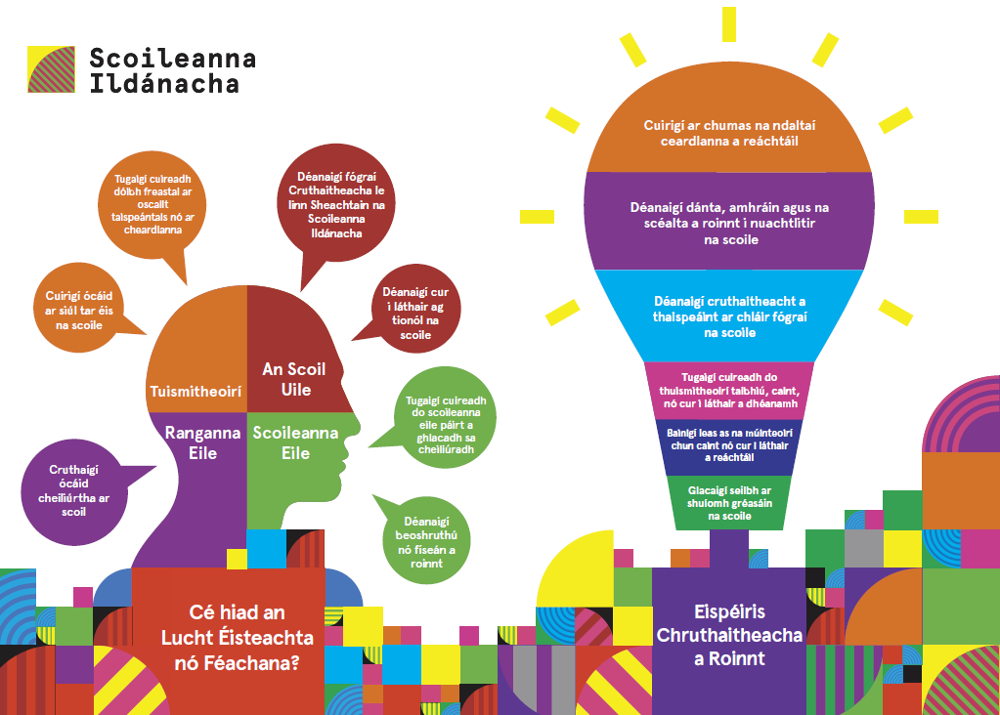 Scoileanna
Ildánacha
Tugaigí cuireadh
dóibh freastal ar
oscailt
taispeántais nó ar
cheardlanna
Déanaigí fógraí
Cruthaitheacha le
linn Sheachtain na
Scoileanna
Ildánacha
Cuirigí ócáid
ar siúl tar éis
na scoile
Déanaigí cur
i láthair ag
tionól na
scoile
Tuismitheoirí
An Scoil
Uile
Ranganna
Eile
Scoileanna
Eile
Tugaigi cuireadh
do scoileanna
eile páirt a
ghlacadh sa
cheiliúradh
Cruthaigí
ócáid
cheiliúrtha ar
scoil
Déanaigí
beoshruthú
nó físeán a
roinnt
Cé hiad an
Lucht Éisteachta
nó Féachana?
Cuirigí ar chumas na ndaltaí
ceardlanna a reáchtáil
Déanaigí dánta, amhráin agus na
scéalta a roinnt i nuachtlitir
na scoile
Déanaigí cruthaitheacht a
thaispeáint ar chláir fógraí
na scoile
Tugaigi cuireadh do
thuismitheoirí taibhiú, caint,
nó cur i láthair a dhéanamh
Bainigi leas as na múinteoirí
chun caint nó cur i láthair
a reáchtáil
Glacaigi seilbh ar
shuíomh gréasáin
na scoile
Eispéiris
Chruthaitheacha
a Roinnt